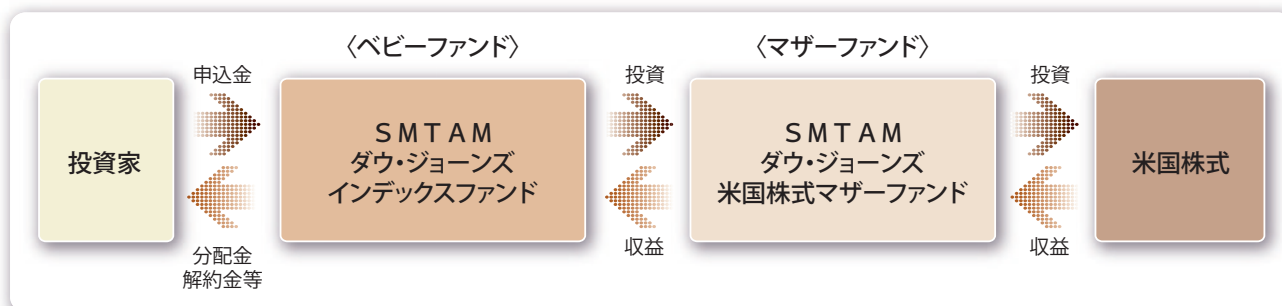 〈ベビーファンド〉
〈マザーファンド〉
申込金
投資
投資
投資家
SMTAM
ダウ・ジョーンズ
インデックスファンド
SMTAM
ダウ・ジョーンズ
米国株式マザーファンド
米国株式
分配金
解約金等
収益
収益